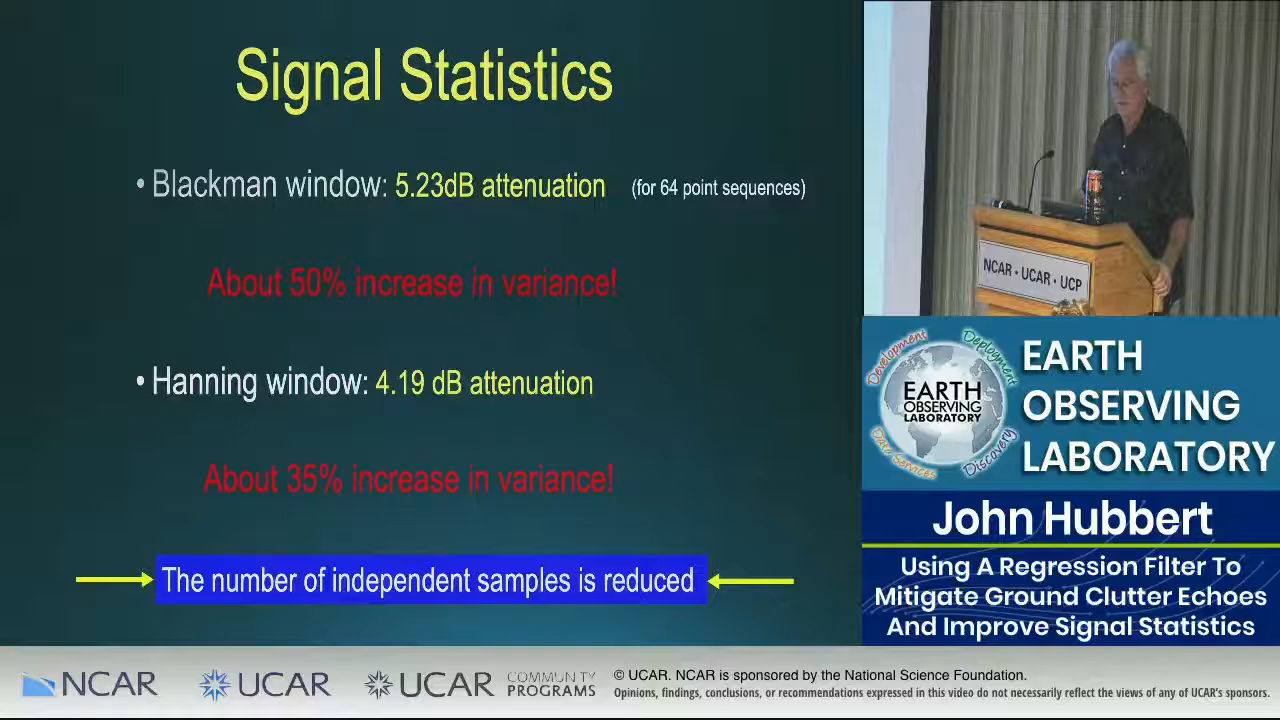 Signal Statistics
• Blackman window: 5.23dB attenuation (for 64 point sequences)
About 50% increase in variance!
• Hanning window: 4.19 dB attenuation
About 35% increase in variance!
The number of independent samples is reduced
NCAR • UCAR • UCP
Development
Deployment
EARTH
OBSERVING
LABORATORY
Data Services
Discovery
EARTH
OBSERVING
LABORATORY
John Hubbert
Using A Regression Filter To
Mitigate Ground Clutter Echoes
And Improve Signal Statistics
NCAR
UCAR
UCAR
COMMUNITY
PROGRAMS
© UCAR. NCAR is sponsored by the National Science Foundation.
Opinions, findings, conclusions, or recommendations expressed in this video do not necessarily reflect the views of any of UCAR's sponsors.